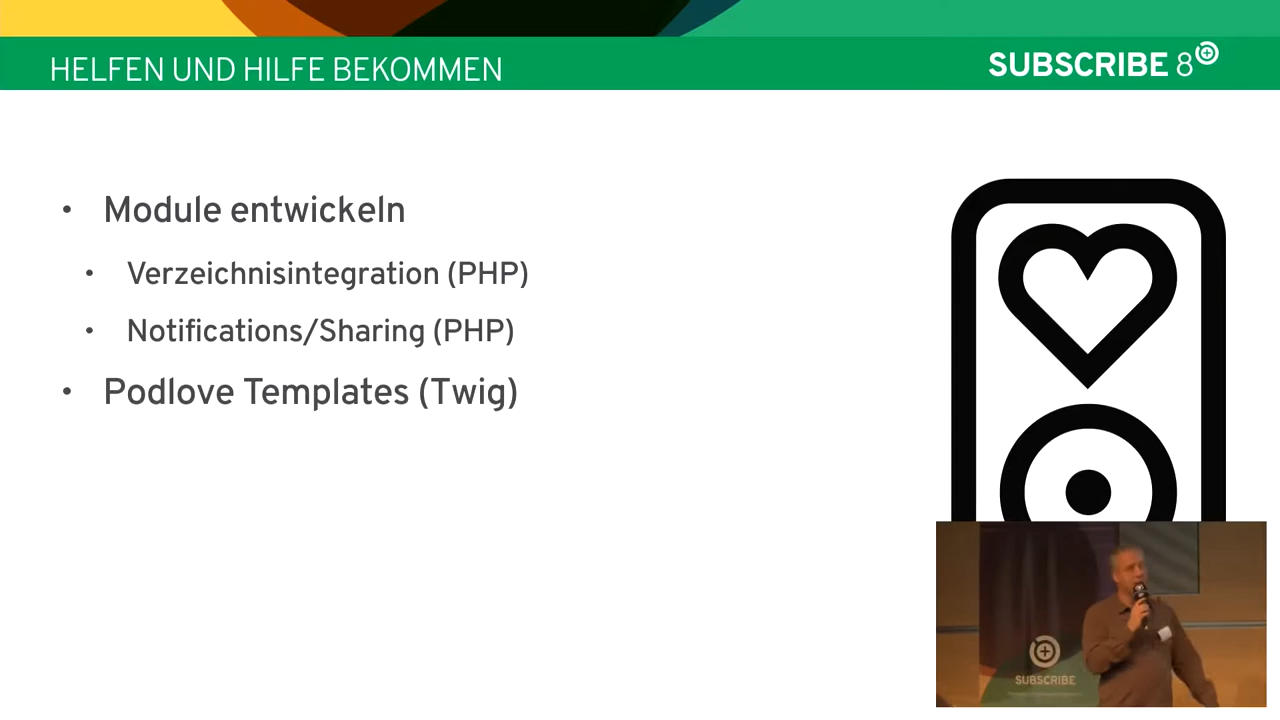 HELFEN UND HILFE BEKOMMEN
SUBSCRIBE 8
• Module entwickeln
• Verzeichnisintegration (PHP)
• Notifications/Sharing (PHP)
• Podlove Templates (Twig)
SUBSCRIBE